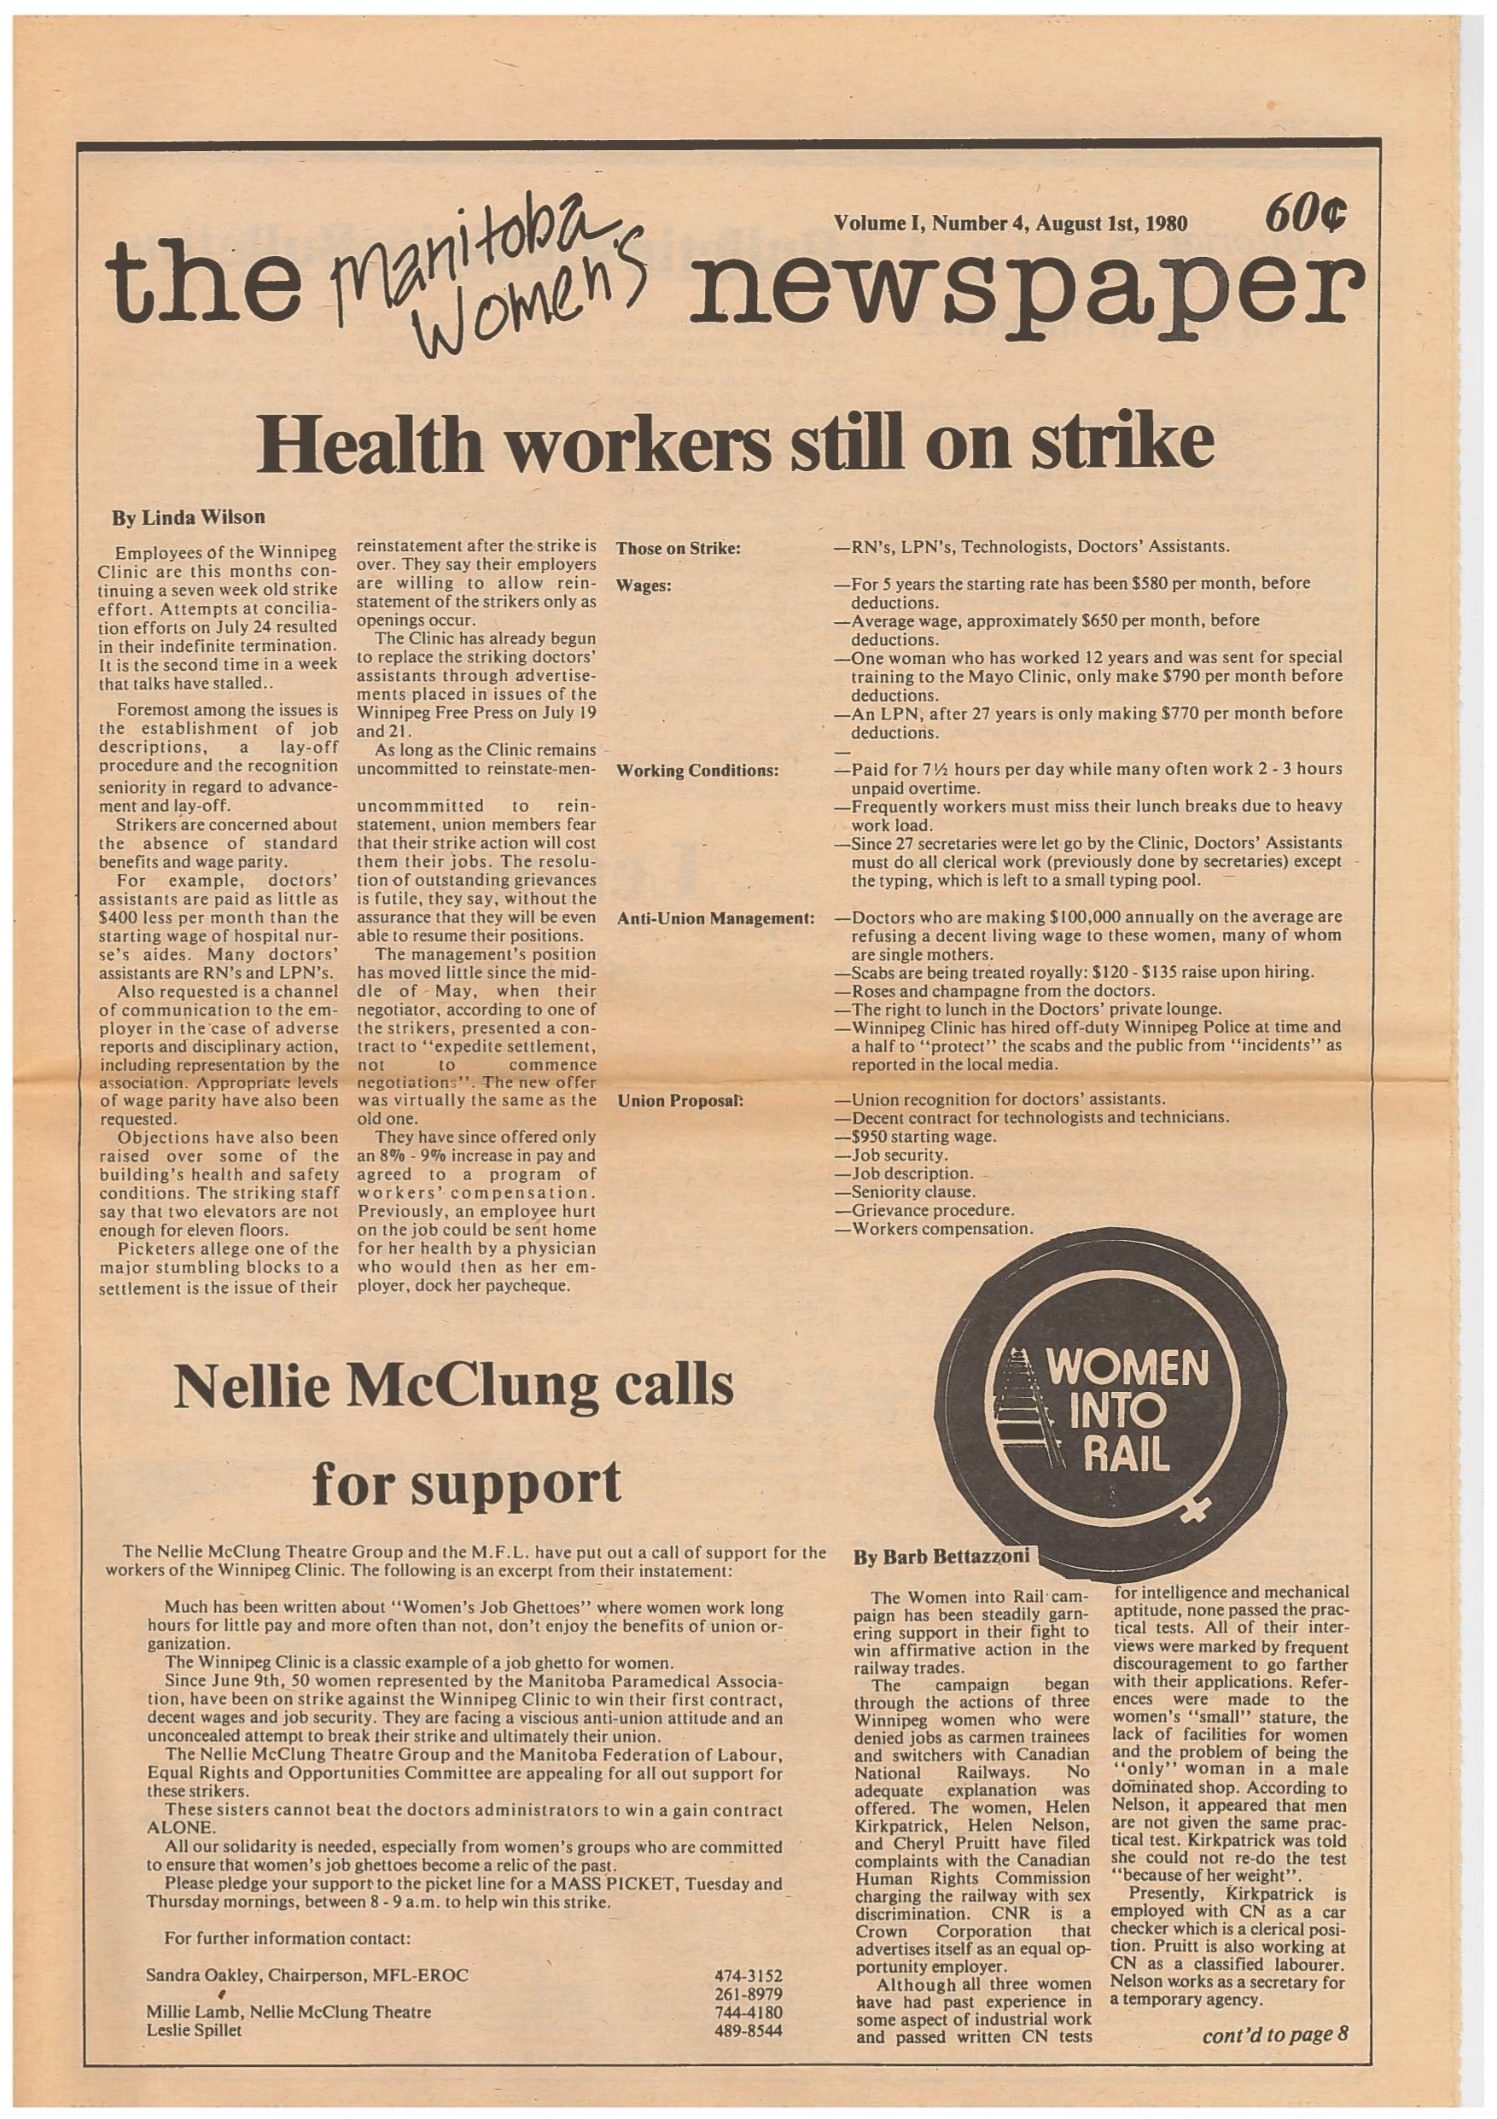 Volume I, Number 4, August 1st, 1980
60¢
the Manitoba Women's newspaper
Health workers still on strike
By Linda Wilson
Employees of the Winnipeg
Clinic are this months con-
tinuing a seven week old strike
effort. Attempts at concilia-
tion efforts on July 24 resulted
in their indefinite termination.
It is the second time in a week
that talks have stalled..
Foremost among the issues is
the establishment of job
descriptions, a lay-off
procedure and the recognition
seniority in regard to advance-
ment and lay-off.
Strikers are concerned about
the absence of standard
benefits and wage parity.
For example, doctors'
assistants are paid as little as
$400 less per month than the
starting wage of hospital nur-
se's aides. Many doctors'
assistants are RN's and LPN's.
Also requested is a channel
of communication to the em-
ployer in the case of adverse
reports and disciplinary action,
including representation by the
association. Appropriate levels
of wage parity have also been
requested.
Objections have also been
raised over some of the
building's health and safety
conditions. The striking staff
say that two elevators are not
enough for eleven floors.
Picketers allege one of the
major stumbling blocks to a
settlement is the issue of their
reinstatement after the strike is
over. They say their employers
are willing to allow rein-
statement of the strikers only as
openings occur.
The Clinic has already begun
to replace the striking doctors'
assistants through advertise-
ments placed in issues of the
Winnipeg Free Press on July 19
and 21.
As long as the Clinic remains
uncommitted to reinstate-men-
uncommmitted to rein-
statement, union members fear
that their strike action will cost
them their jobs. The resolu-
tion of outstanding grievances
is futile, they say, without the
assurance that they will be even
able to resume their positions.
The management's position
has moved little since the mid-
dle of May, when their
negotiator, according to one of
the strikers, presented a con-
tract to "expedite settlement,
not to commence
negotiations". The new offer
was virtually the same as the
old one.
They have since offered only
an 8% - 9% increase in pay and
agreed to a program of
workers' compensation.
Previously, an employee hurt
on the job could be sent home
for her health by a physician
who would then as her em-
ployer, dock her paycheque.
Those on Strike:
—RN's, LPN's, Technologists, Doctors' Assistants.
Wages:
—For 5 years the starting rate has been $580 per month, before
deductions.
—Average wage, approximately $650 per month, before
deductions.
—One woman who has worked 12 years and was sent for special
training to the Mayo Clinic, only make $790 per month before
deductions.
—An LPN, after 27 years is only making $770 per month before
deductions.
—
Working Conditions:
—Paid for 7½ hours per day while many often work 2 - 3 hours
unpaid overtime.
—Frequently workers must miss their lunch breaks due to heavy
work load.
—Since 27 secretaries were let go by the Clinic, Doctors' Assistants
must do all clerical work (previously done by secretaries) except
the typing, which is left to a small typing pool.
Anti-Union Management:
—Doctors who are making $100,000 annually on the average are
refusing a decent living wage to these women, many of whom
are single mothers.
—Scabs are being treated royally: $120 - $135 raise upon hiring.
—Roses and champagne from the doctors.
—The right to lunch in the Doctors' private lounge.
—Winnipeg Clinic has hired off-duty Winnipeg Police at time and
a half to "protect" the scabs and the public from "incidents" as
reported in the local media.
Union Proposal:
—Union recognition for doctors' assistants.
—Decent contract for technologists and technicians.
—$950 starting wage.
—Job security.
—Job description.
—Seniority clause.
—Grievance procedure.
—Workers compensation.
Nellie McClung calls
for support
The Nellie McClung Theatre Group and the M.F.L. have put out a call of support for the
workers of the Winnipeg Clinic. The following is an excerpt from their instatement:
Much has been written about "Women's Job Ghettoes" where women work long
hours for little pay and more often than not, don't enjoy the benefits of union or-
ganization.
The Winnipeg Clinic is a classic example of a job ghetto for women.
Since June 9th, 50 women represented by the Manitoba Paramedical Associa-
tion, have been on strike against the Winnipeg Clinic to win their first contract,
decent wages and job security. They are facing a viscious anti-union attitude and an
unconcealed attempt to break their strike and ultimately their union.
The Nellie McClung Theatre Group and the Manitoba Federation of Labour,
Equal Rights and Opportunities Committee are appealing for all out support for
these strikers.
These sisters cannot beat the doctors administrators to win a gain contract
ALONE.
All our solidarity is needed, especially from women's groups who are committed
to ensure that women's job ghettoes become a relic of the past.
Please pledge your support to the picket line for a MASS PICKET, Tuesday and
Thursday mornings, between 8 - 9 a.m. to help win this strike.
For further information contact:
Sandra Oakley, Chairperson, MFL-EROC 474-3152
261-8979
Millie Lamb, Nellie McClung Theatre 744-4180
Leslie Spillet 489-8544
WOMEN
INTO
RAIL
By Barb Bettazzoni
The Women into Rail cam-
paign has been steadily garn-
ering support in their fight to
win affirmative action in the
railway trades.
The campaign began
through the actions of three
Winnipeg women who were
denied jobs as carmen trainees
and switchers with Canadian
National Railways. No
adequate explanation was
offered. The women, Helen
Kirkpatrick, Helen Nelson,
and Cheryl Pruitt have filed
complaints with the Canadian
Human Rights Commission
charging the railway with sex
discrimination. CNR is a
Crown Corporation that
advertises itself as an equal op-
portunity employer.
Although all three women
have had past experience in
some aspect of industrial work
and passed written CN tests
for intelligence and mechanical
aptitude, none passed the prac-
tical tests. All of their inter-
views were marked by frequent
discouragement to go farther
with their applications. Refer-
ences were made to the
women's "small" stature, the
lack of facilities for women
and the problem of being the
"only" woman in a male
dominated shop. According to
Nelson, it appeared that men
are not given the same prac-
tical test. Kirkpatrick was told
she could not re-do the test
"because of her weight".
Presently, Kirkpatrick is
employed with CN as a car
checker which is a clerical posi-
tion. Pruitt is also working at
CN as a classified labourer.
Nelson works as a secretary for
a temporary agency.
cont'd to page 8